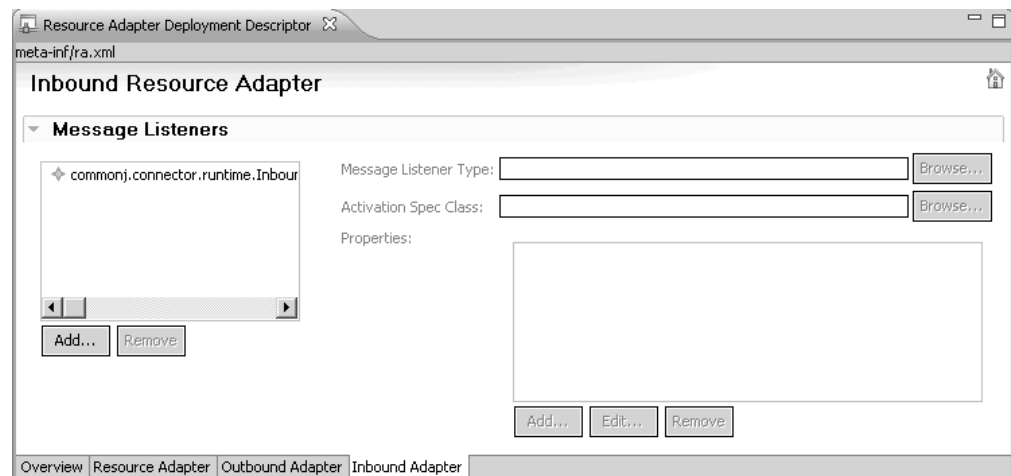 Resource Adapter Deployment Descriptor
meta-inf/ra.xml
Inbound Resource Adapter
Message Listeners
commonj.connector.runtime.Inbour
Message Listener Type:
Browse...
Activation Spec Class:
Browse...
Properties:
Add...
Remove
Add...
Edit...
Remove
Overview
Resource Adapter
Outbound Adapter
Inbound Adapter